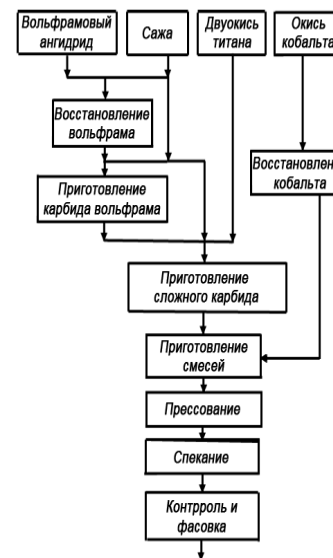 Вольфрамовый
ангидрид
Сажа
Двуокись
титана
Окись
кобальта
Восстановление
вольфрама
Восстановлен
кобальта
Приготовление
карбида вольфрама
Приготовление
сложного карбида
Приготовление
смесей
Прессование
Спекание
Контрроль и
фасовка